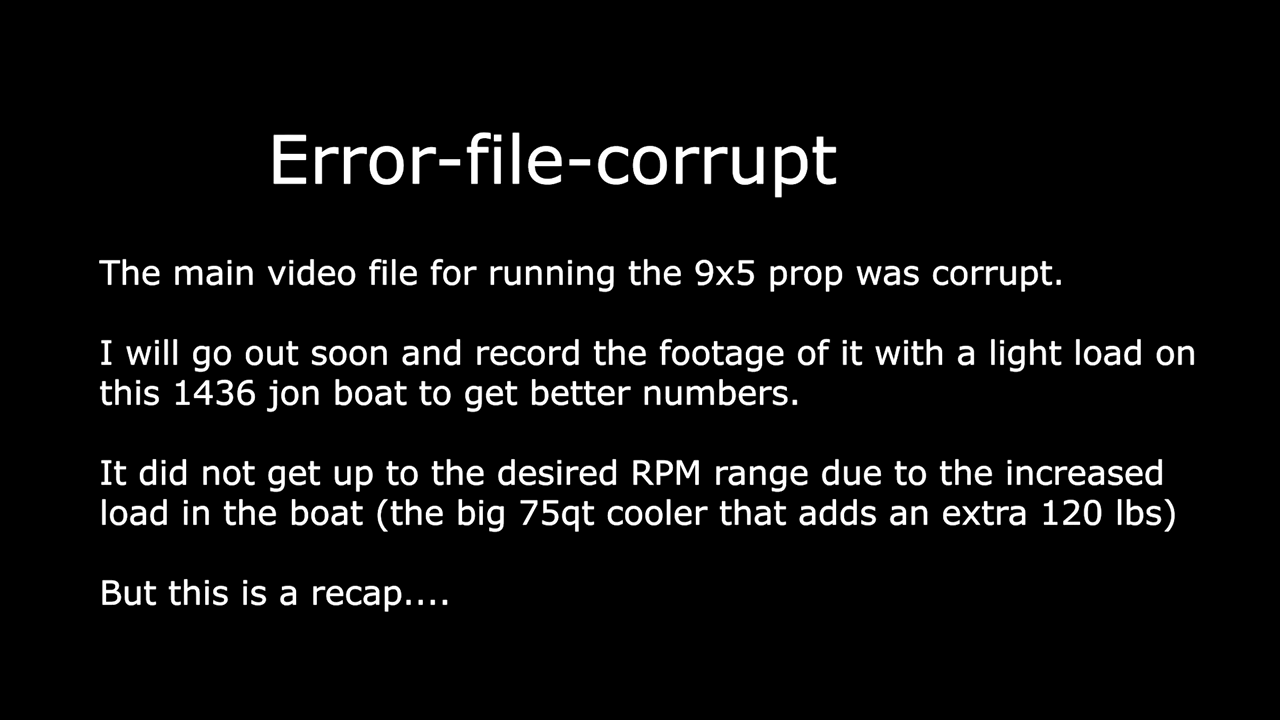 Error-file-corrupt
The main video file for running the 9x5 prop was corrupt.
I will go out soon and record the footage of it with a light load on
this 1436 jon boat to get better numbers.
It did not get up to the desired RPM range due to the increased
load in the boat (the big 75qt cooler that adds an extra 120 lbs)
But this is a recap....